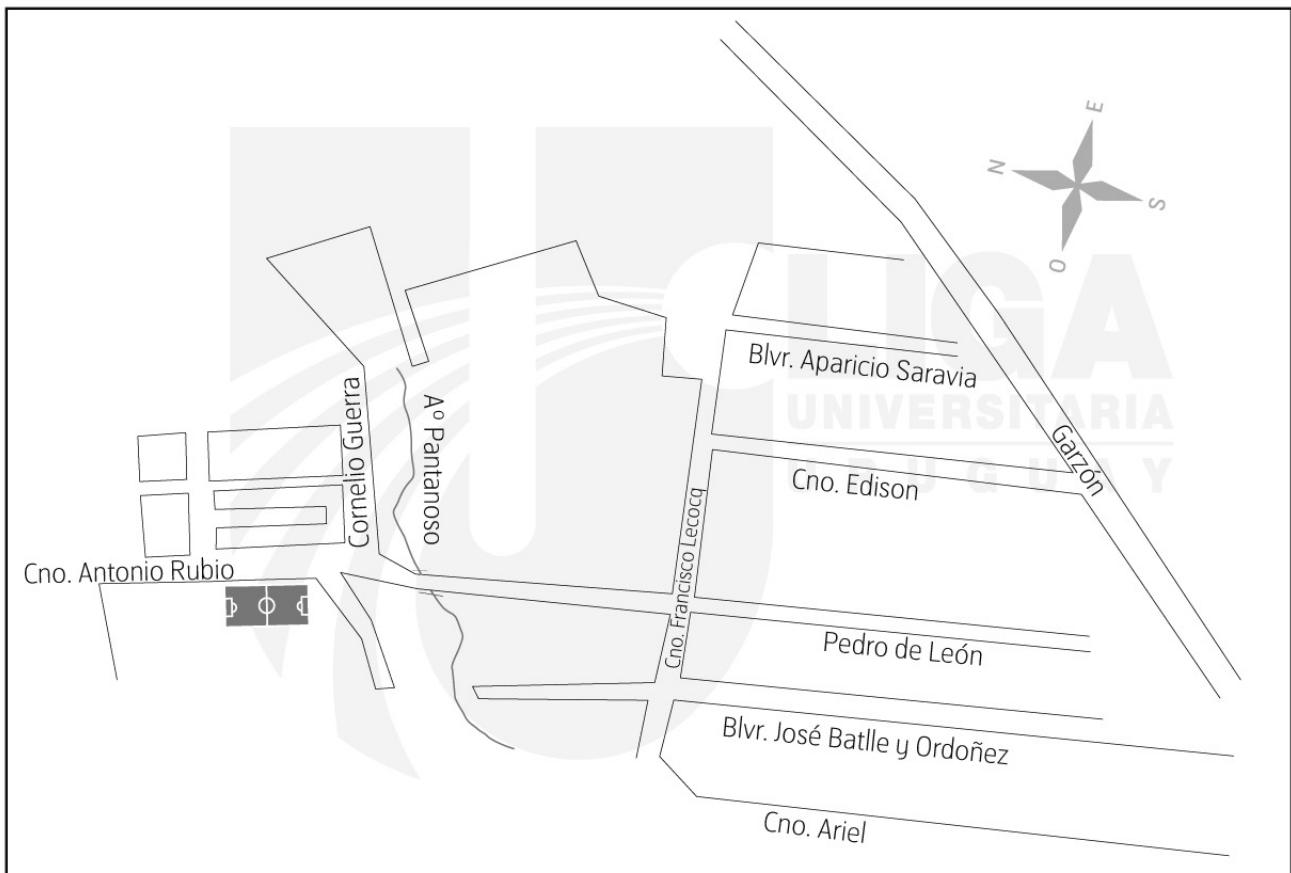 E
N
S
O
LIGA
UNIVERSITARIA
URUGUAY
Blvr. Aparicio Saravia
Garzón
Cno. Edison
Cornelio Guerra
Aº Pantanoso
Cno. Francisco Lecocq
Cno. Antonio Rubio
Pedro de León
Blvr. José Batlle y Ordoñez
Cno. Ariel